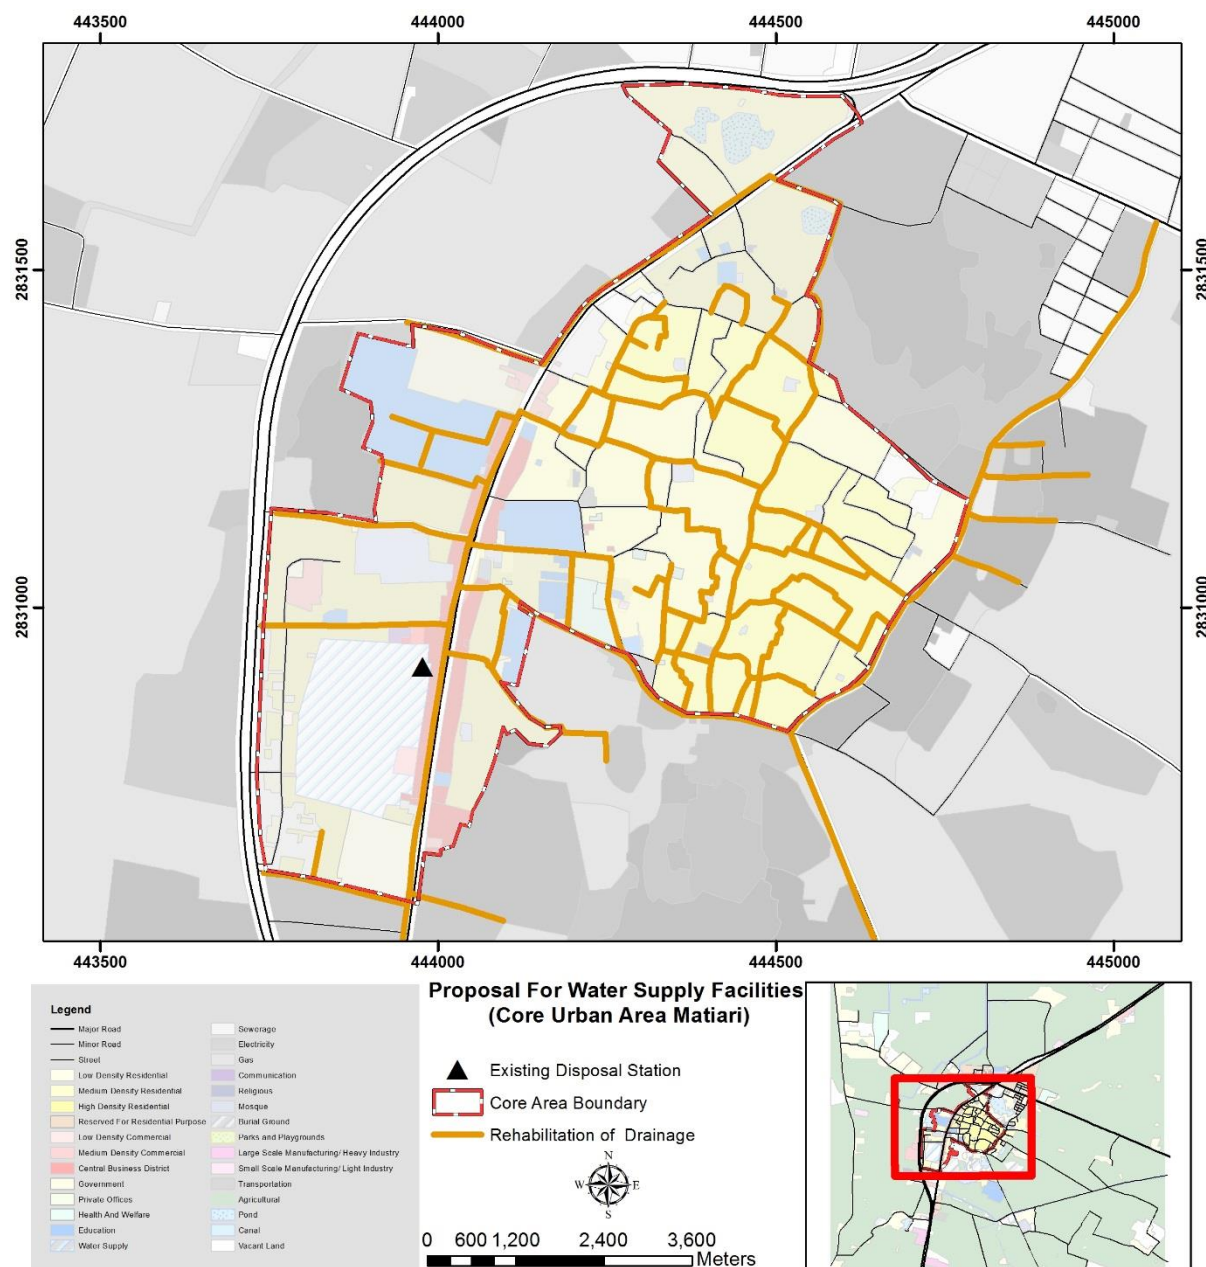 443500 444000 444500 445000
2831500 2831500
2831000 2831000
443500 444000 444500 445000
Legend
Major Road
Minor Road
Street
Low Density Residential
Medium Density Residential
High Density Residential
Reserved For Residential Purpose
Low Density Commercial
Medium Density Commercial
Central Business District
Government
Private Offices
Health And Welfare
Education
Water Supply
Sewerage
Electricity
Gas
Communication
Religious
Mosque
Burial Ground
Parks and Playgrounds
Large Scale Manufacturing/ Heavy Industry
Small Scale Manufacturing/ Light Industry
Transportation
Agricultural
Pond
Canal
Vacant Land
Proposal For Water Supply Facilities
(Core Urban Area Matiari)
Existing Disposal Station
Core Area Boundary
Rehabilition of Drainage
N
W E
S
0 600 1,200 2,400 3,600
Meters